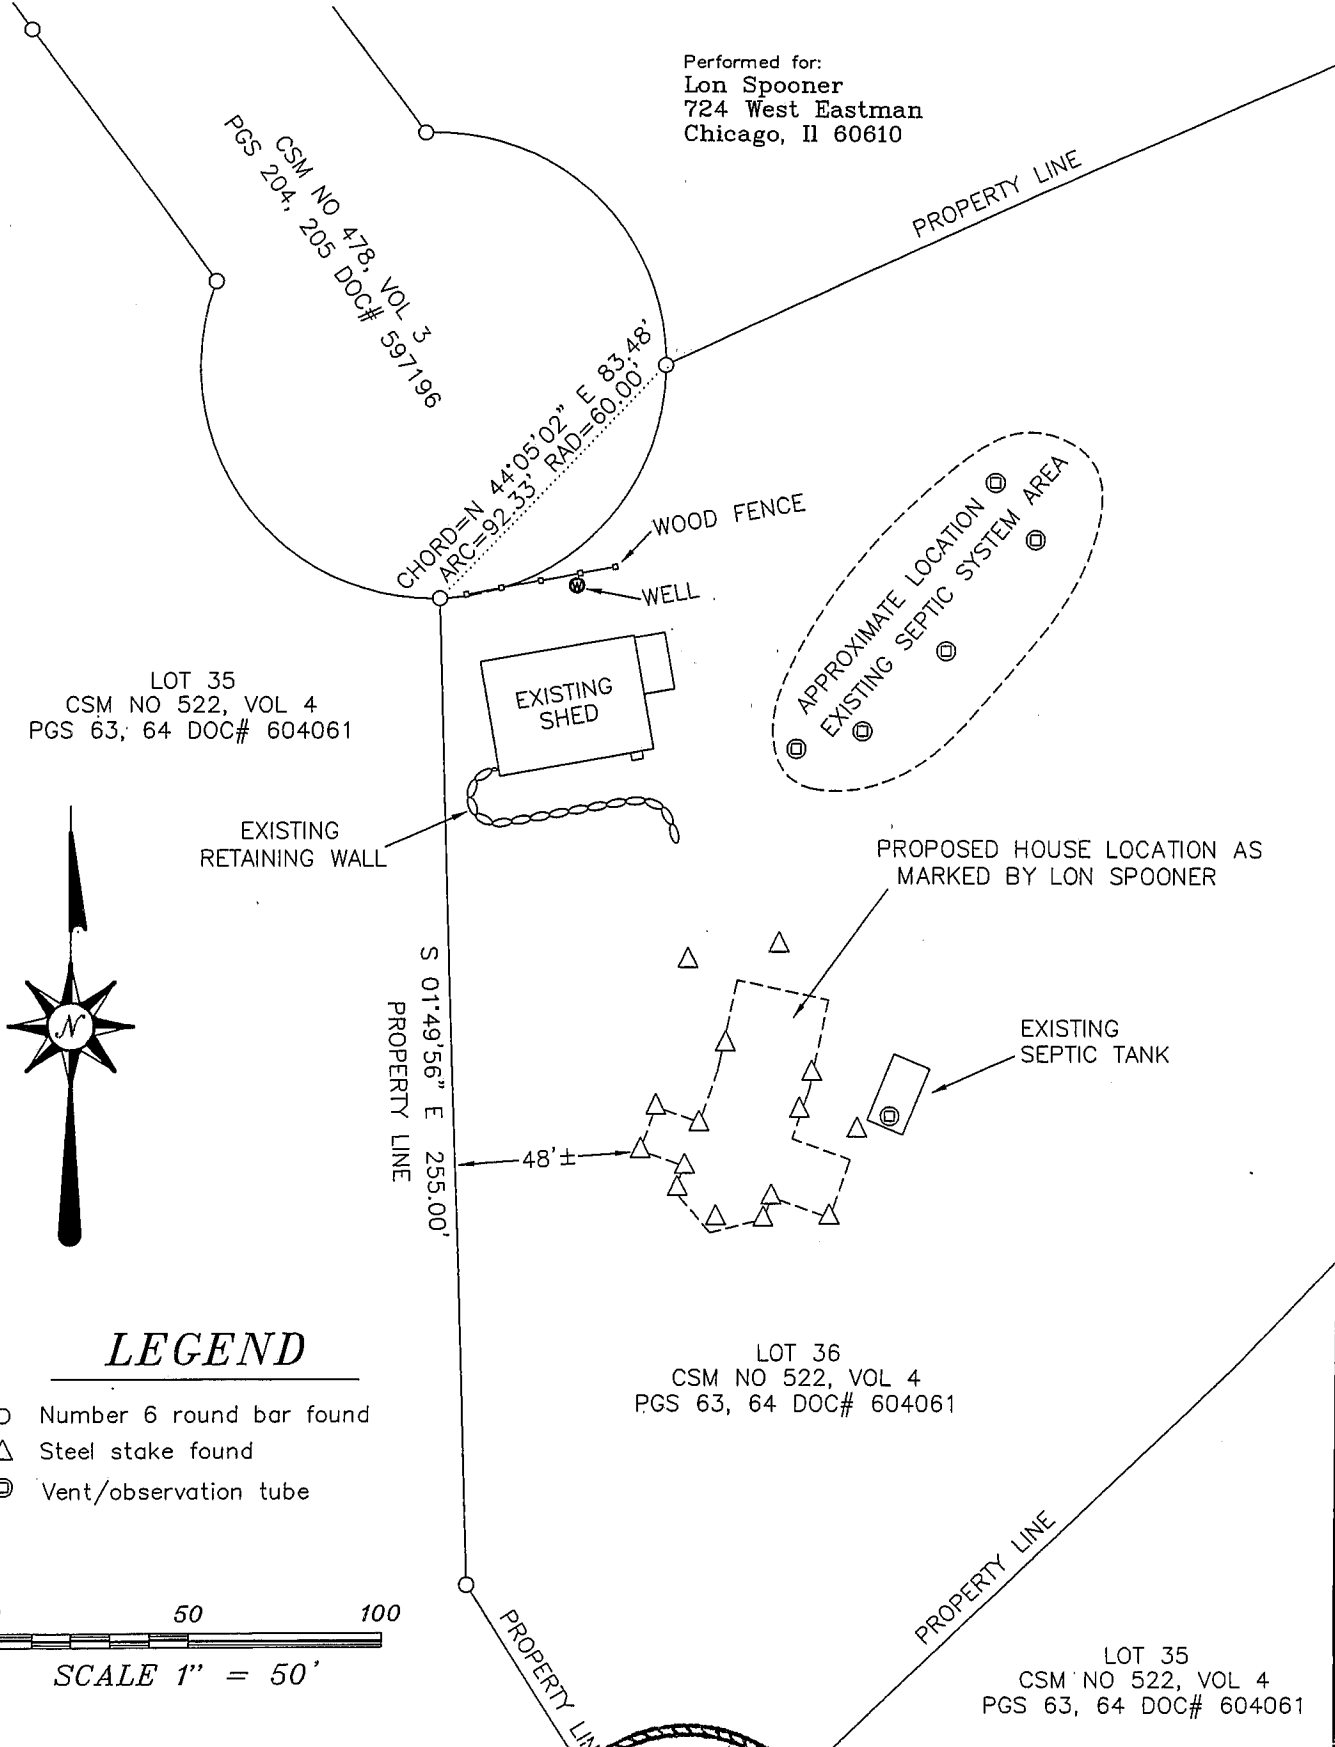 Performed for:
Lon Spooner
724 West Eastman
Chicago, Il 60610
PROPERTY LINE
CSM NO 478, VOL 3
PGS 204, 205 DOC# 597196
CHORD=N 44°05'02" E 83.48'
ARC=92.33' RAD=60.00'
WOOD FENCE
WELL
W
APPROXIMATE LOCATION
EXISTING SEPTIC SYSTEM AREA
LOT 35
CSM NO 522, VOL 4
PGS 63, 64 DOC# 604061
EXISTING
SHED
EXISTING
RETAINING WALL
PROPOSED HOUSE LOCATION AS
MARKED BY LON SPOONER
S 01°49'56" E 255.00'
PROPERTY LINE
EXISTING
SEPTIC TANK
N
48'±
LEGEND
Number 6 round bar found
Steel stake found
Vent/observation tube
LOT 36
CSM NO 522, VOL 4
PGS 63, 64 DOC# 604061
50 100
SCALE 1" = 50'
PROPERTY LINE
PROPERTY LINE
LOT 35
CSM NO 522, VOL 4
PGS 63, 64 DOC# 604061